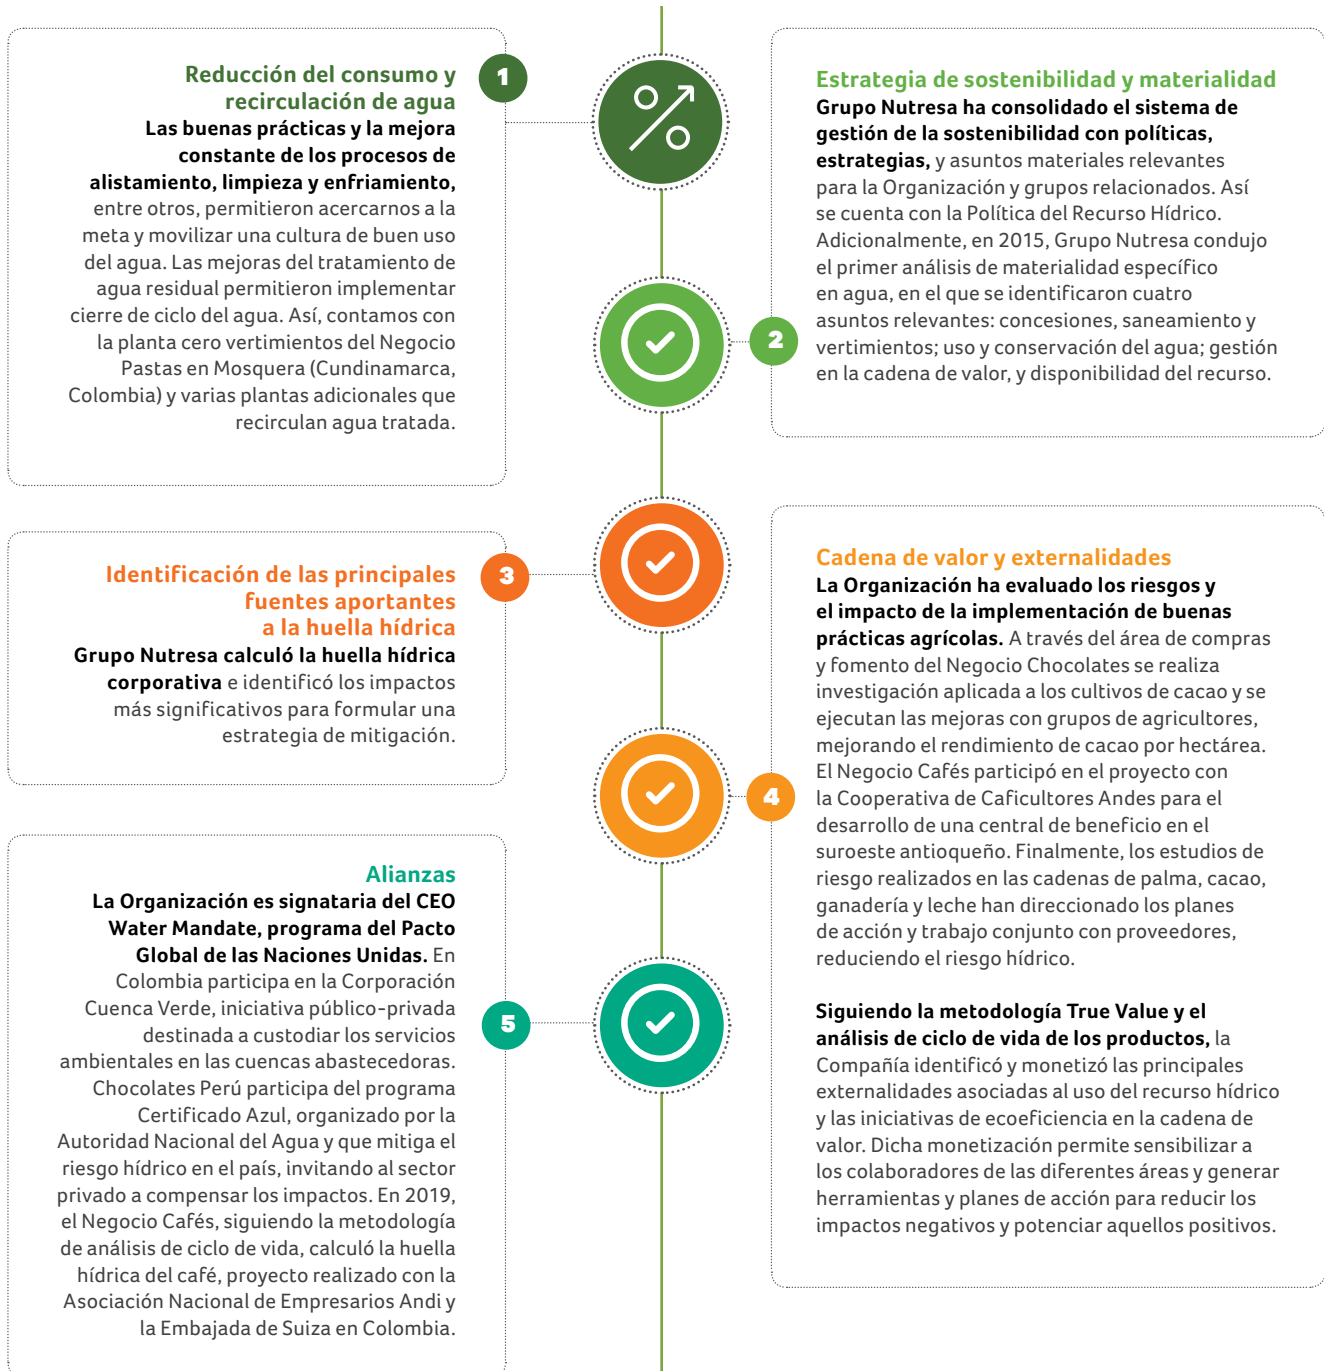 1
Reducción del consumo y
recirculación de agua
Las buenas prácticas y la mejora
constante de los procesos de
alistamiento, limpieza y enfriamiento,
entre otros, permitieron acercarnos a la
meta y movilizar una cultura de buen uso
del agua. Las mejoras del tratamiento de
agua residual permitieron implementar
cierre de ciclo del agua. Así, contamos con
la planta cero vertimientos del Negocio
Pastas en Mosquera (Cundinamarca,
Colombia) y varias plantas adicionales que
recirculan agua tratada.
%
2
Estrategia de sostenibilidad y materialidad
Grupo Nutresa ha consolidado el sistema de
gestión de la sostenibilidad con políticas,
estrategias, y asuntos materiales relevantes
para la Organización y grupos relacionados. Así
se cuenta con la Política del Recurso Hídrico.
Adicionalmente, en 2015, Grupo Nutresa condujo
el primer análisis de materialidad específico
en agua, en el que se identificaron cuatro
asuntos relevantes: concesiones, saneamiento y
vertimientos; uso y conservación del agua; gestión
en la cadena de valor, y disponibilidad del recurso.
3
Identificación de las principales
fuentes aportantes
a la huella hídrica
Grupo Nutresa calculó la huella hídrica
corporativa e identificó los impactos
más significativos para formular una
estrategia de mitigación.
4
Cadena de valor y externalidades
La Organización ha evaluado los riesgos y
el impacto de la implementación de buenas
prácticas agrícolas. A través del área de compras
y fomento del Negocio Chocolates se realiza
investigación aplicada a los cultivos de cacao y se
ejecutan las mejoras con grupos de agricultores,
mejorando el rendimiento de cacao por hectárea.
El Negocio Cafés participó en el proyecto con
la Cooperativa de Caficultores Andes para el
desarrollo de una central de beneficio en el
suroeste antioqueño. Finalmente, los estudios de
riesgo realizados en las cadenas de palma, cacao,
ganadería y leche han direccionado los planes
de acción y trabajo conjunto con proveedores,
reduciendo el riesgo hídrico.
Siguiendo la metodología True Value y el
análisis de ciclo de vida de los productos, la
Compañía identificó y monetizó las principales
externalidades asociadas al uso del recurso hídrico
y las iniciativas de ecoeficiencia en la cadena de
valor. Dicha monetización permite sensibilizar a
los colaboradores de las diferentes áreas y generar
herramientas y planes de acción para reducir los
impactos negativos y potenciar aquellos positivos.
5
Alianzas
La Organización es signataria del CEO
Water Mandate, programa del Pacto
Global de las Naciones Unidas. En
Colombia participa en la Corporación
Cuenca Verde, iniciativa público-privada
destinada a custodiar los servicios
ambientales en las cuencas abastecedoras.
Chocolates Perú participa del programa
Certificado Azul, organizado por la
Autoridad Nacional del Agua y que mitiga el
riesgo hídrico en el país, invitando al sector
privado a compensar los impactos. En 2019,
el Negocio Cafés, siguiendo la metodología
de análisis de ciclo de vida, calculó la huella
hídrica del café, proyecto realizado con la
Asociación Nacional de Empresarios Andi y
la Embajada de Suiza en Colombia.